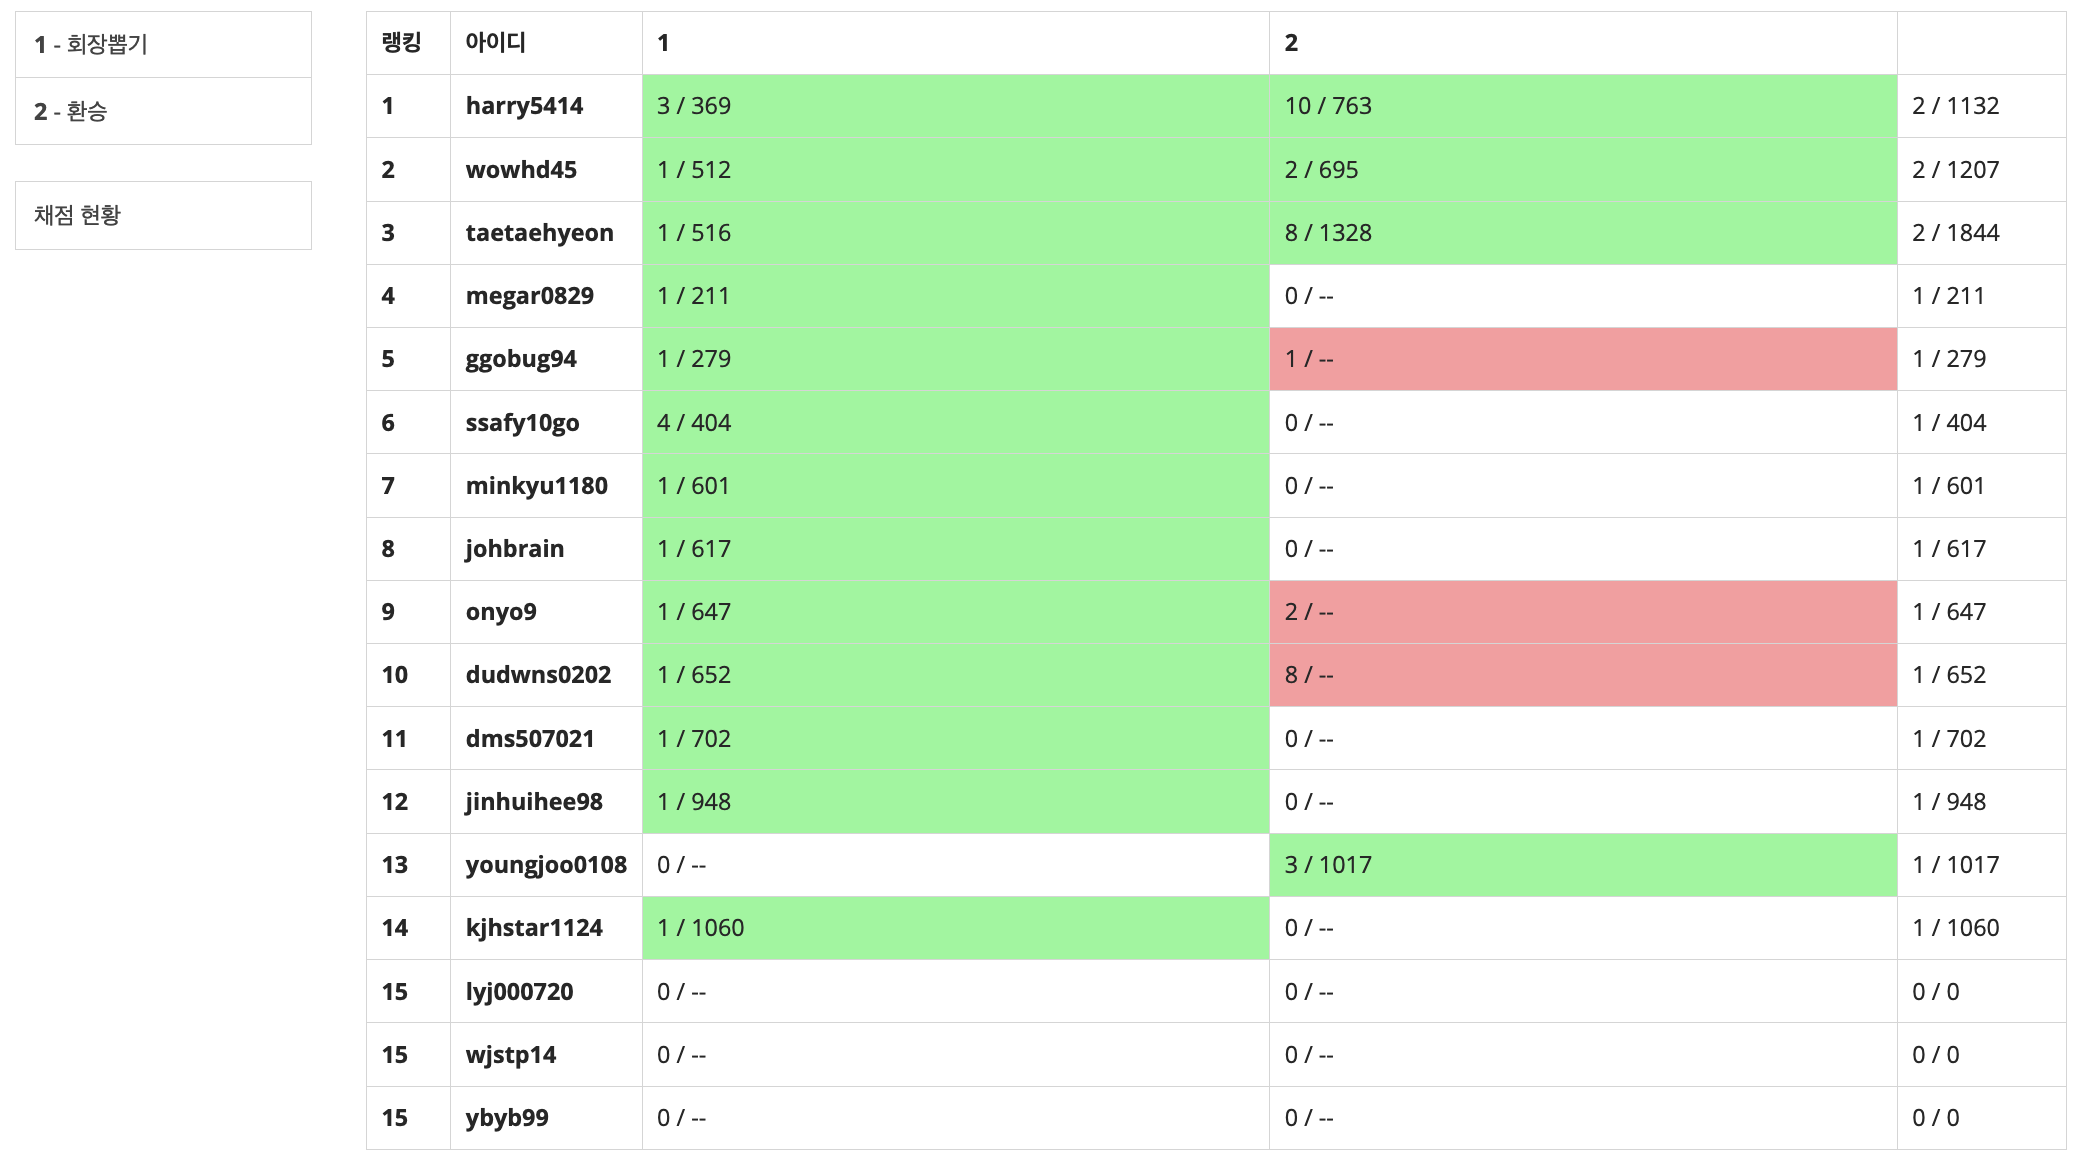 1 - 회장뽑기
2 - 환승
채점 현황
랭킹 아이디 1 2
1 harry5414 3 / 369 10 / 763 2 / 1132
2 wowhd45 1 / 512 2 / 695 2 / 1207
3 taetaehyeon 1 / 516 8 / 1328 2 / 1844
4 megar0829 1 / 211 0 / -- 1 / 211
5 ggobug94 1 / 279 1 / -- 1 / 279
6 ssafy10go 4 / 404 0 / -- 1 / 404
7 minkyu1180 1 / 601 0 / -- 1 / 601
8 johbrain 1 / 617 0 / -- 1 / 617
9 onyo9 1 / 647 2 / -- 1 / 647
10 dudwns0202 1 / 652 8 / -- 1 / 652
11 dms507021 1 / 702 0 / -- 1 / 702
12 jinhuihee98 1 / 948 0 / -- 1 / 948
13 youngjoo0108 0 / -- 3 / 1017 1 / 1017
14 kjhstar1124 1 / 1060 0 / -- 1 / 1060
15 lyj000720 0 / -- 0 / -- 0 / 0
15 wjstp14 0 / -- 0 / -- 0 / 0
15 ybyb99 0 / -- 0 / -- 0 / 0